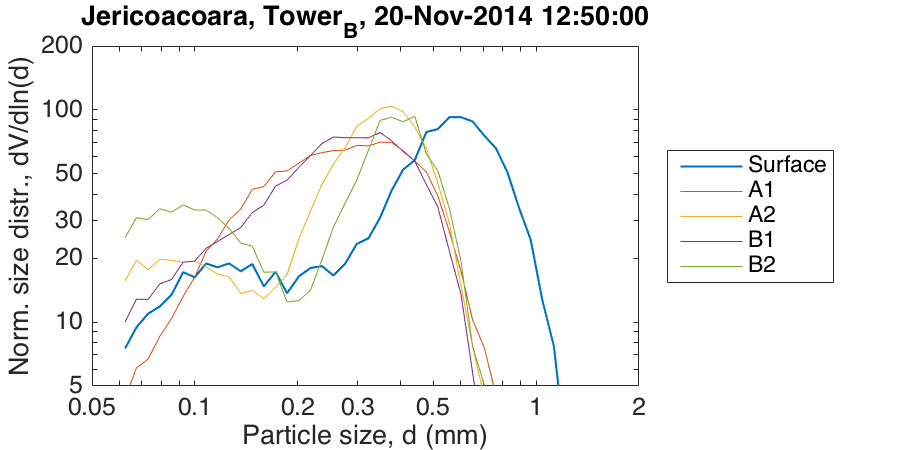 Jericoacoara, Tower_B, 20-Nov-2014 12:50:00
Norm. size distr., dV/dln(d)
200
100
50
30
20
10
5
0.05 0.1 0.2 0.3 0.5 1 2
Particle size, d (mm)
Surface
A1
A2
B1
B2